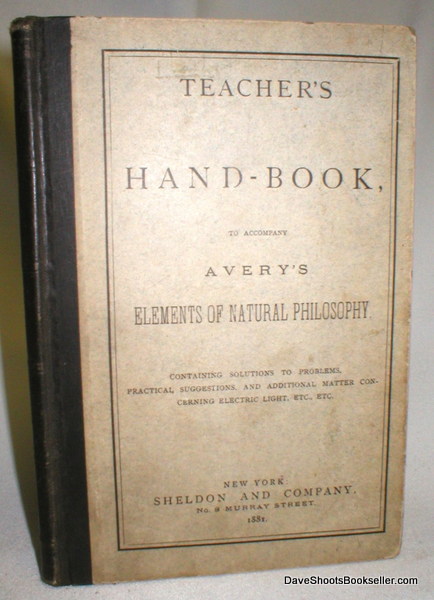 TEACHER'S
HAND-BOOK,
TO ACCOMPANY
AVERY'S
ELEMENTS OF NATURAL PHILOSOPHY.
CONTAINING SOLUTIONS TO PROBLEMS,
PRACTICAL SUGGESTIONS, AND ADDITIONAL MATTER CON-
CERNING ELECTRIC LIGHT, ETC., ETC.
NEW YORK:
SHELDON AND COMPANY,
No. 8 MURRAY STREET.
1881.
DaveShootsBookseller.com